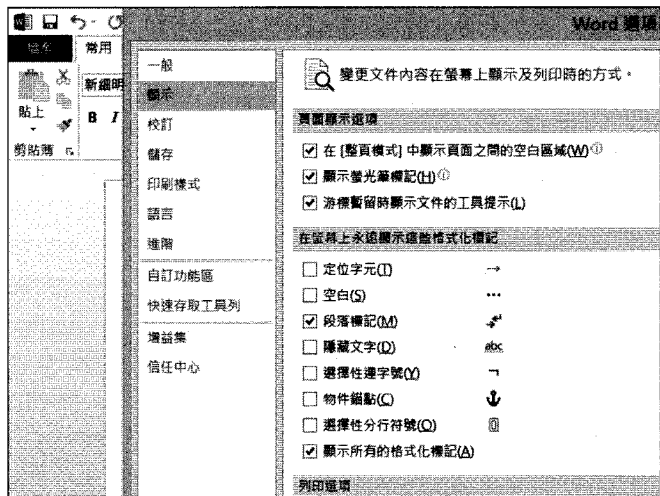 Word 選項
檔案 常用
貼上
新細明
B I
剪貼簿
一般
顯示
校訂
儲存
印刷樣式
語言
進階
自訂功能區
快速存取工具列
增益集
信任中心
變更文件內容在螢幕上顯示及列印時的方式。
頁面顯示選項
在 [整頁模式] 中顯示頁面之間的空白區域(W)
顯示螢光筆標記(H)
游標暫留時顯示文件的工具提示(L)
在螢幕上永遠顯示這些格式化標記
定位字元(T) →
空白(S) •••
段落標記(M)
隱藏文字(D) abc
選擇性連字號(Y) ¬
物件錨點(C)
選擇性分行符號(O)
顯示所有的格式化標記(A)
列印選項